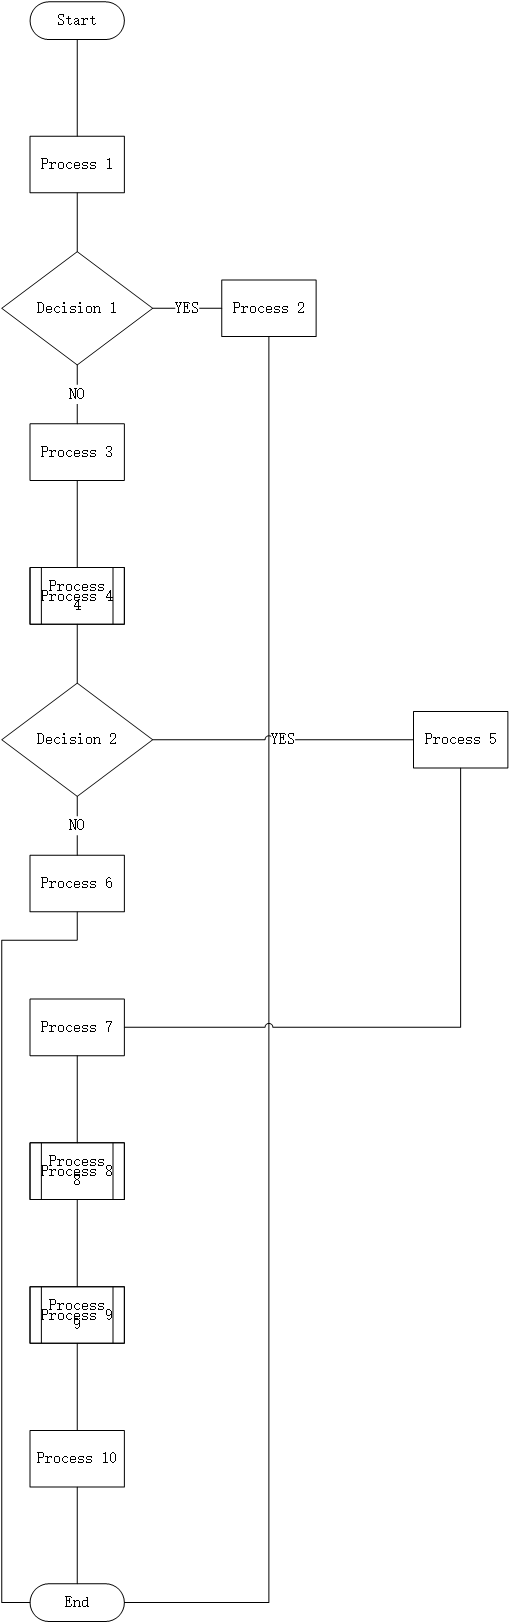 Start
Process 1
Decision 1
YES
Process 2
NO
Process 3
Process
4
Process 4
Decision 2
YES
Process 5
NO
Process 6
Process 7
Process
8
Process 8
Process
9
Process 9
Process 10
End